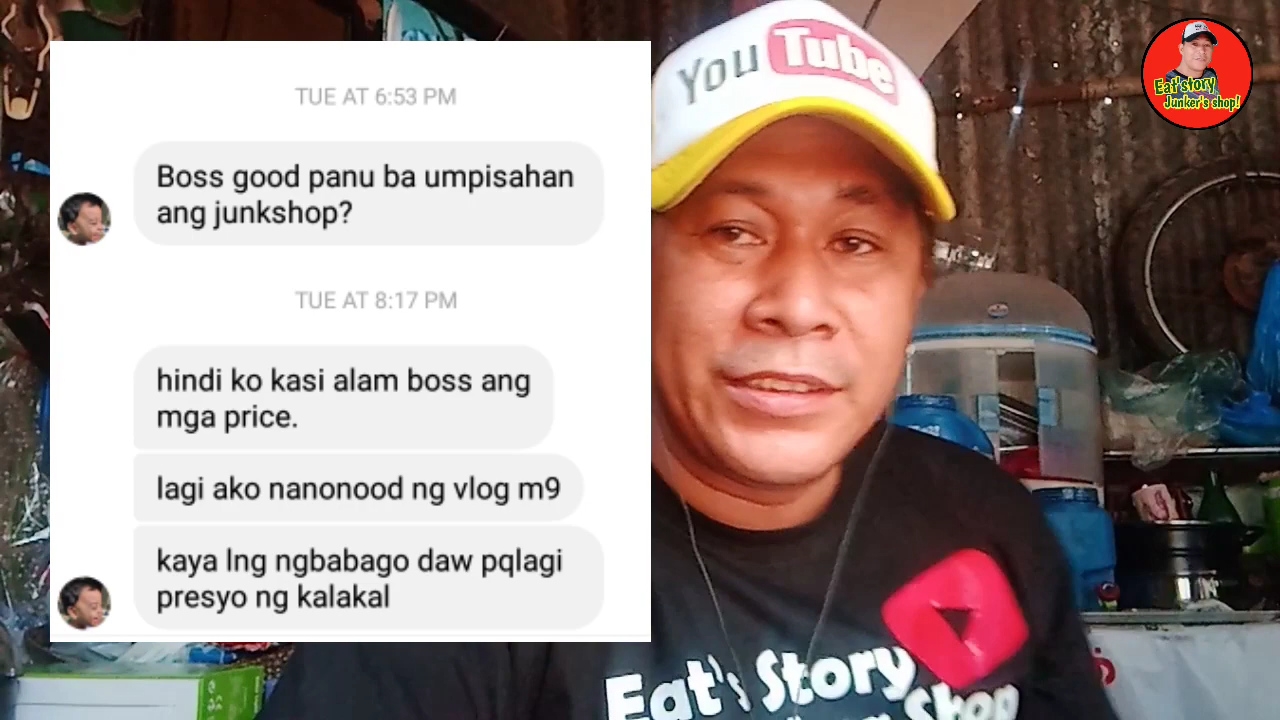 TUE AT 6:53 PM
Boss good panu ba umpisahan
ang junkshop?
TUE AT 8:17 PM
hindi ko kasi alam boss ang
mga price.
lagi ako nanonood ng vlog m9
kaya lng ngbabago daw pqlagi
presyo ng kalakal
YouTube
Eat'story
Junker's shop!
Eat's Story
Shop